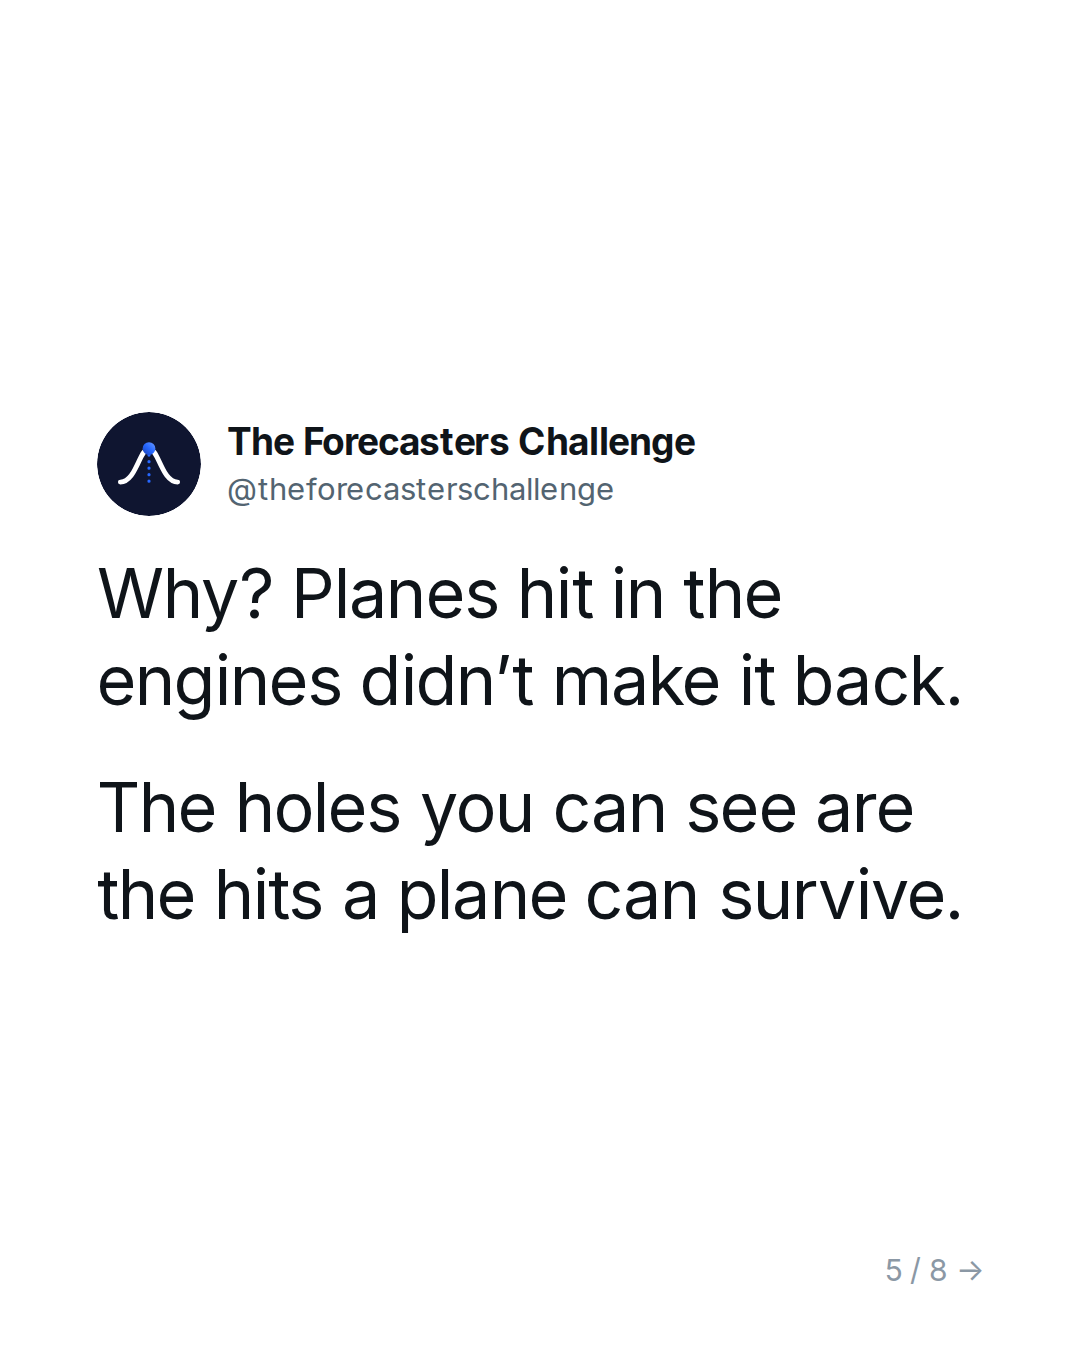 The Forecasters Challenge
@theforecasterschallenge
Why? Planes hit in the
engines didn’t make it back.
The holes you can see are
the hits a plane can survive.
5 / 8 →